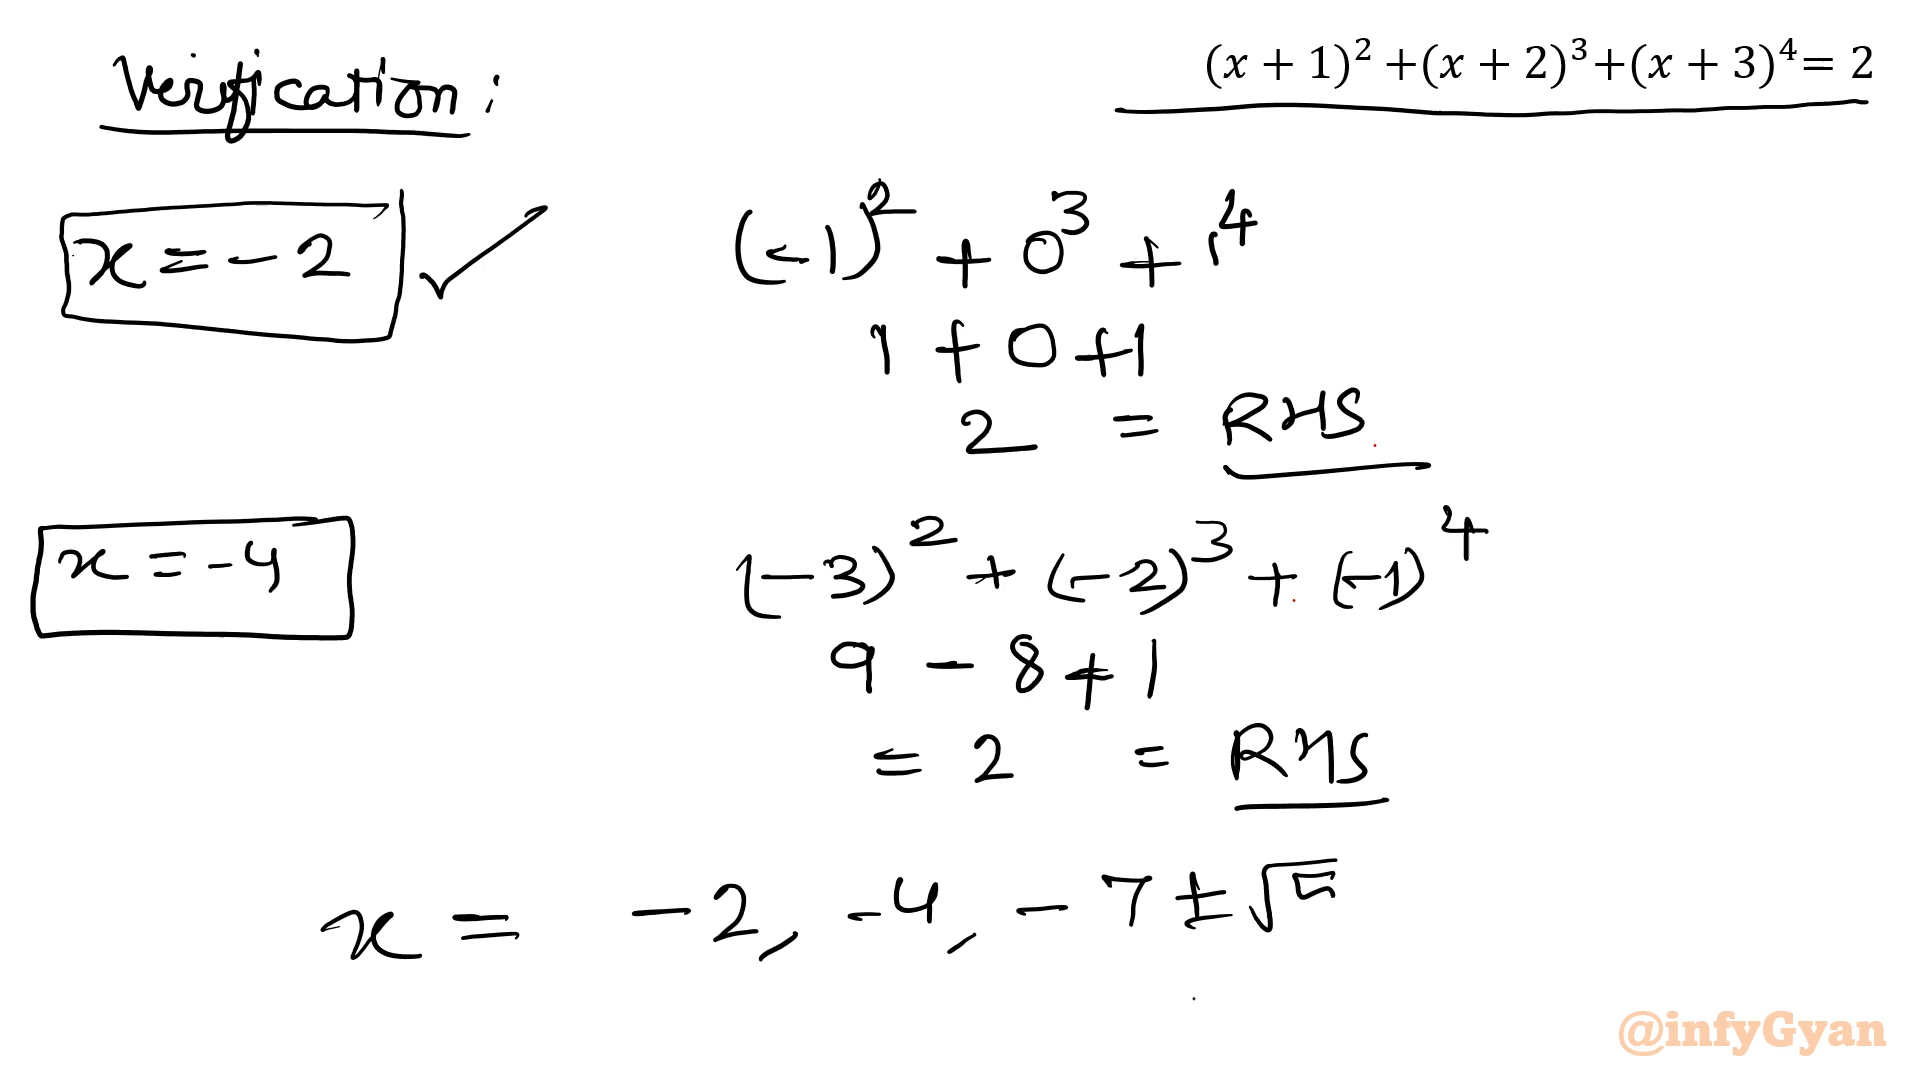 Verification:
(x + 1)² +(x + 2)³+(x + 3)⁴= 2
x = - 2
(-1)² + 0³ + 1⁴
1 + 0 + 1
2 = RHS
x = -4
(-3)² + (-2)³ + (-1)⁴
9 - 8 + 1
= 2 = RHS
x = -2, -4, -7 ± √5
@infyGyan